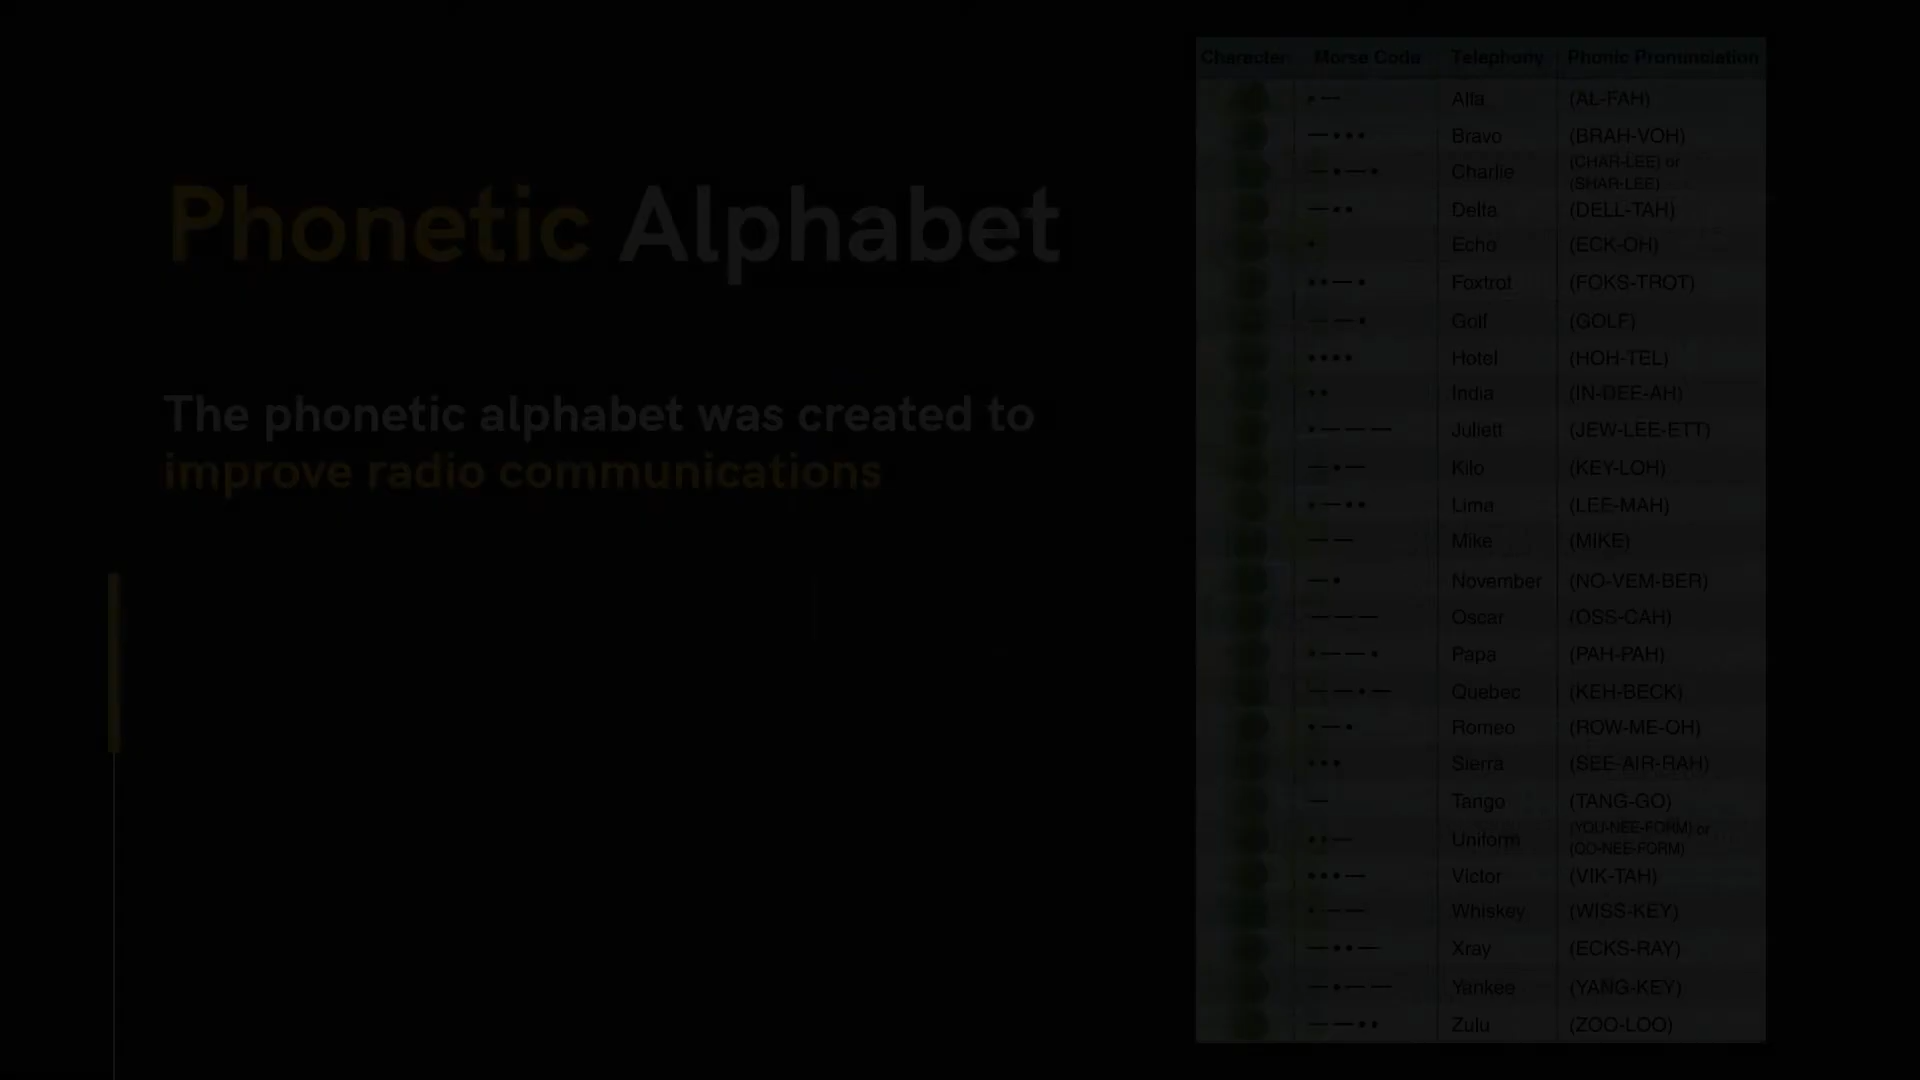 Phonetic Alphabet
The phonetic alphabet was created to
improve radio communications
Character Morse Code Telephony Phonic Pronunciation
•— Alfa (AL-FAH)
—••• Bravo (BRAH-VOH)
—•—• Charlie (CHAR-LEE) or
(SHAR-LEE)
—•• Delta (DELL-TAH)
• Echo (ECK-OH)
••—• Foxtrot (FOKS-TROT)
——• Golf (GOLF)
•••• Hotel (HOH-TEL)
•• India (IN-DEE-AH)
•——— Juliett (JEW-LEE-ETT)
—•— Kilo (KEY-LOH)
•—•• Lima (LEE-MAH)
—— Mike (MIKE)
—• November (NO-VEM-BER)
——— Oscar (OSS-CAH)
•——• Papa (PAH-PAH)
——•— Quebec (KEH-BECK)
•—• Romeo (ROW-ME-OH)
••• Sierra (SEE-AIR-RAH)
— Tango (TANG-GO)
••— Uniform (YOU-NEE-FORM) or
(OO-NEE-FORM)
•••— Victor (VIK-TAH)
•—— Whiskey (WISS-KEY)
—••— Xray (ECKS-RAY)
—•—— Yankee (YANG-KEY)
——•• Zulu (ZOO-LOO)